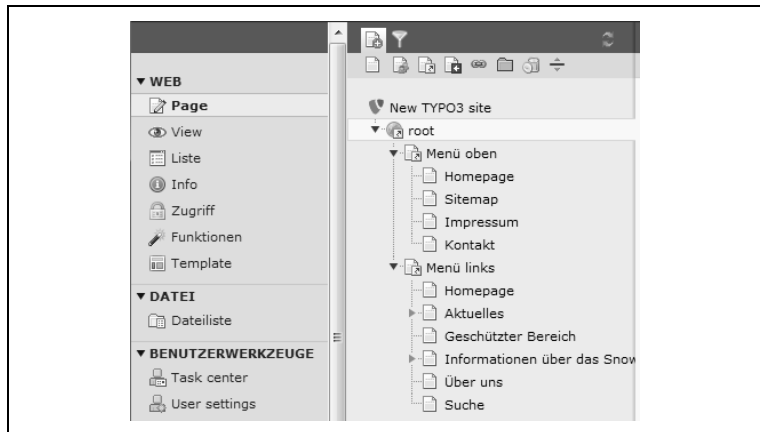 WEB
Page
View
Liste
Info
Zugriff
Funktionen
Template
DATEI
Dateiliste
BENUTZERWERKZEUGE
Task center
User settings
New TYPO3 site
root
Menü oben
Homepage
Sitemap
Impressum
Kontakt
Menü links
Homepage
Aktuelles
Geschützter Bereich
Informationen über das Snow
Über uns
Suche